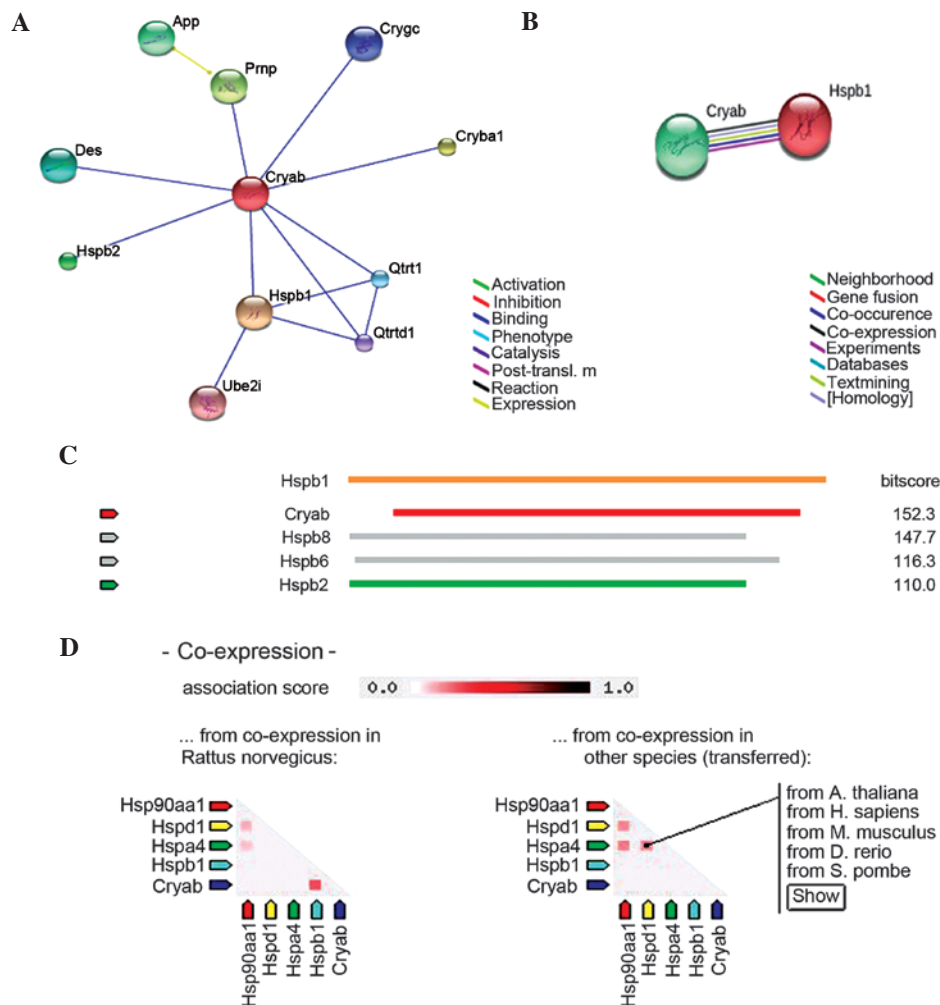 A
App
Crygc
Prnp
Cryba1
Des
Cryab
Hspb2
Qtrt1
Hspb1
Qtrtd1
Ube2i
Activation
Inhibition
Binding
Phenotype
Catalysis
Post-transl. m
Reaction
Expression
B
Hspb1
Cryab
Neighborhood
Gene fusion
Co-occurence
Co-expression
Experiments
Databases
Textmining
[Homology]
C
Hspb1 bitscore
Cryab 152.3
Hspb8 147.7
Hspb6 116.3
Hspb2 110.0
D
- Co-expression -
association score 0.0 1.0
... from co-expression in
Rattus norvegicus:
Hsp90aa1
Hspd1
Hspa4
Hspb1
Cryab
Hsp90aa1
Hspd1
Hspa4
Hspb1
Cryab
... from co-expression in
other species (transferred):
Hsp90aa1
Hspd1
Hspa4
Hspb1
Cryab
Hsp90aa1
Hspd1
Hspa4
Hspb1
Cryab
from A. thaliana
from H. sapiens
from M. musculus
from D. rerio
from S. pombe
Show